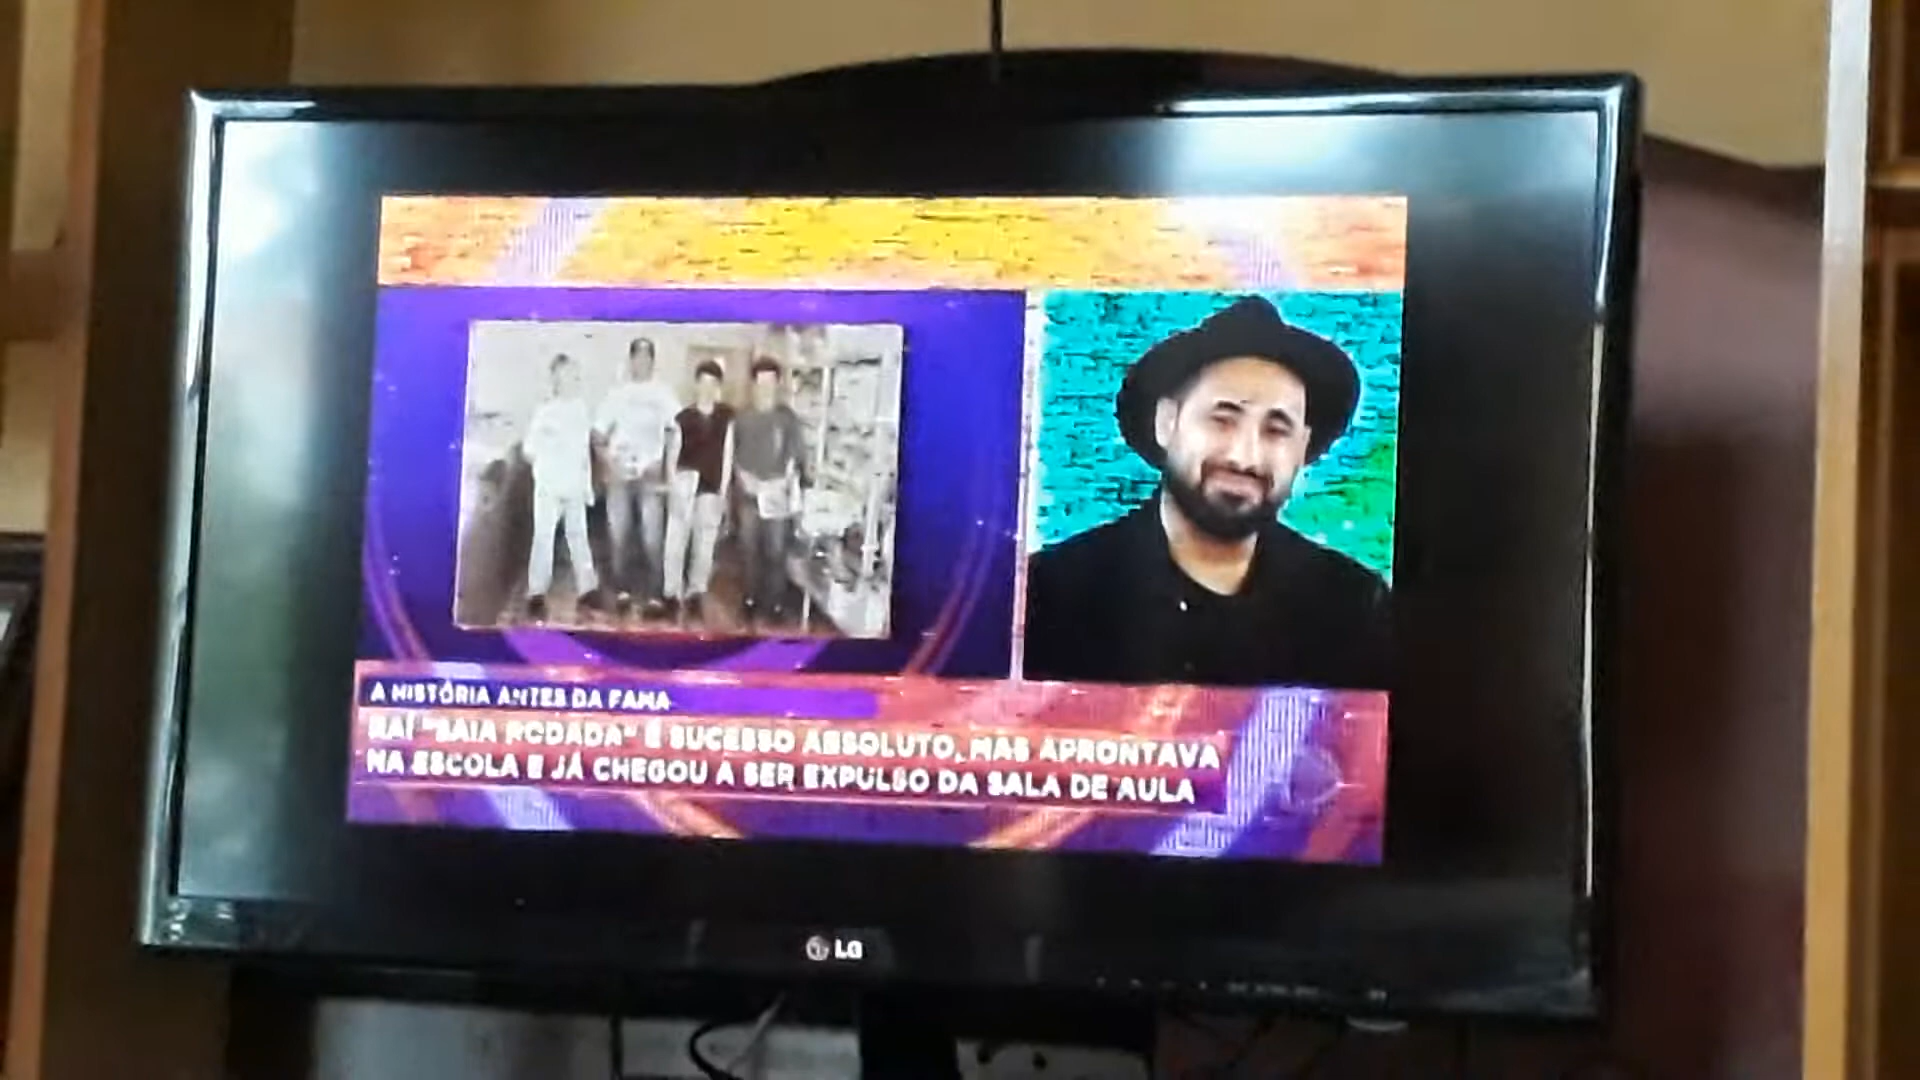 A HISTÓRIA ANTES DA FAMA
RAÍ "SAIA RODADA" É SUCESSO ABSOLUTO, MAS APRONTAVA
NA ESCOLA E JÁ CHEGOU A SER EXPULSO DA SALA DE AULA
LG